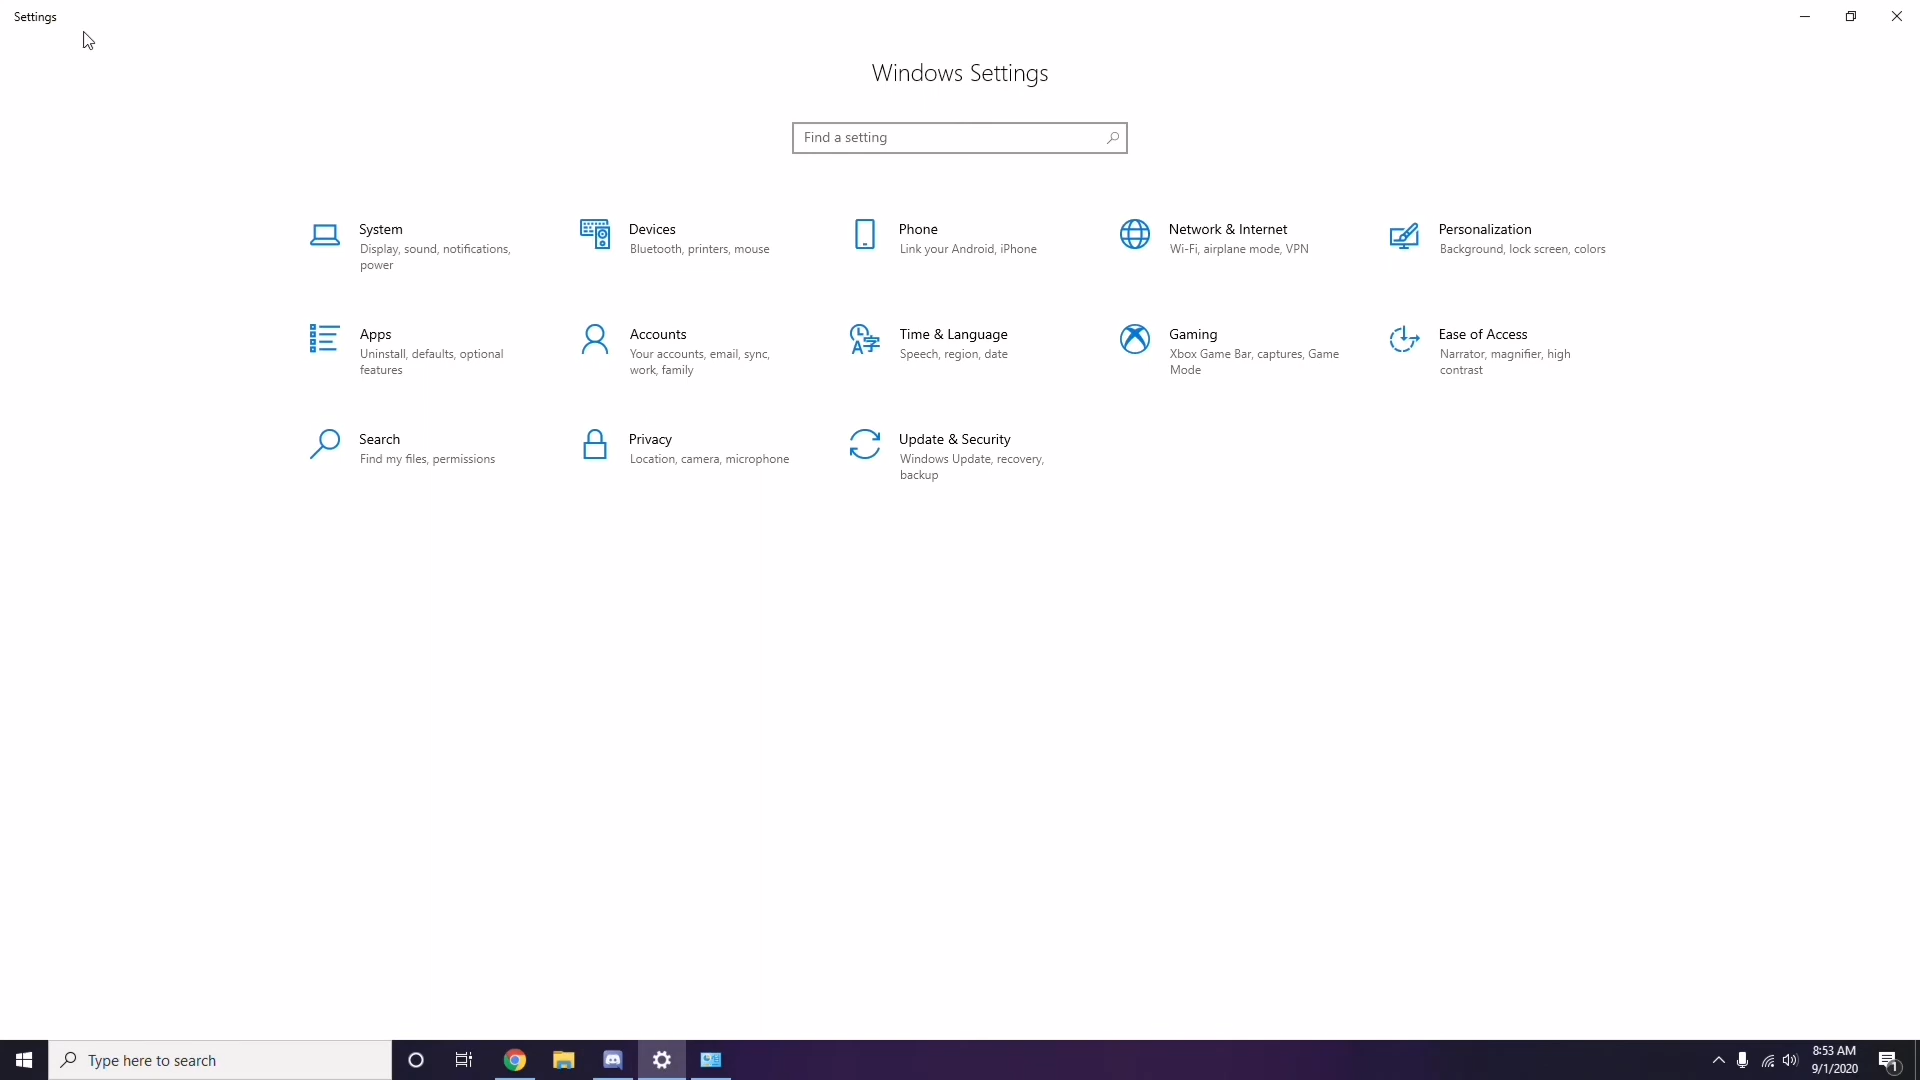 Settings
Windows Settings
Find a setting
System
Display, sound, notifications,
power
Devices
Bluetooth, printers, mouse
Phone
Link your Android, iPhone
Network & Internet
Wi-Fi, airplane mode, VPN
Personalization
Background, lock screen, colors
Apps
Uninstall, defaults, optional
features
Accounts
Your accounts, email, sync,
work, family
Time & Language
Speech, region, date
Gaming
Xbox Game Bar, captures, Game
Mode
Ease of Access
Narrator, magnifier, high
contrast
Search
Find my files, permissions
Privacy
Location, camera, microphone
Update & Security
Windows Update, recovery,
backup
Type here to search
8:53 AM
9/1/2020
1